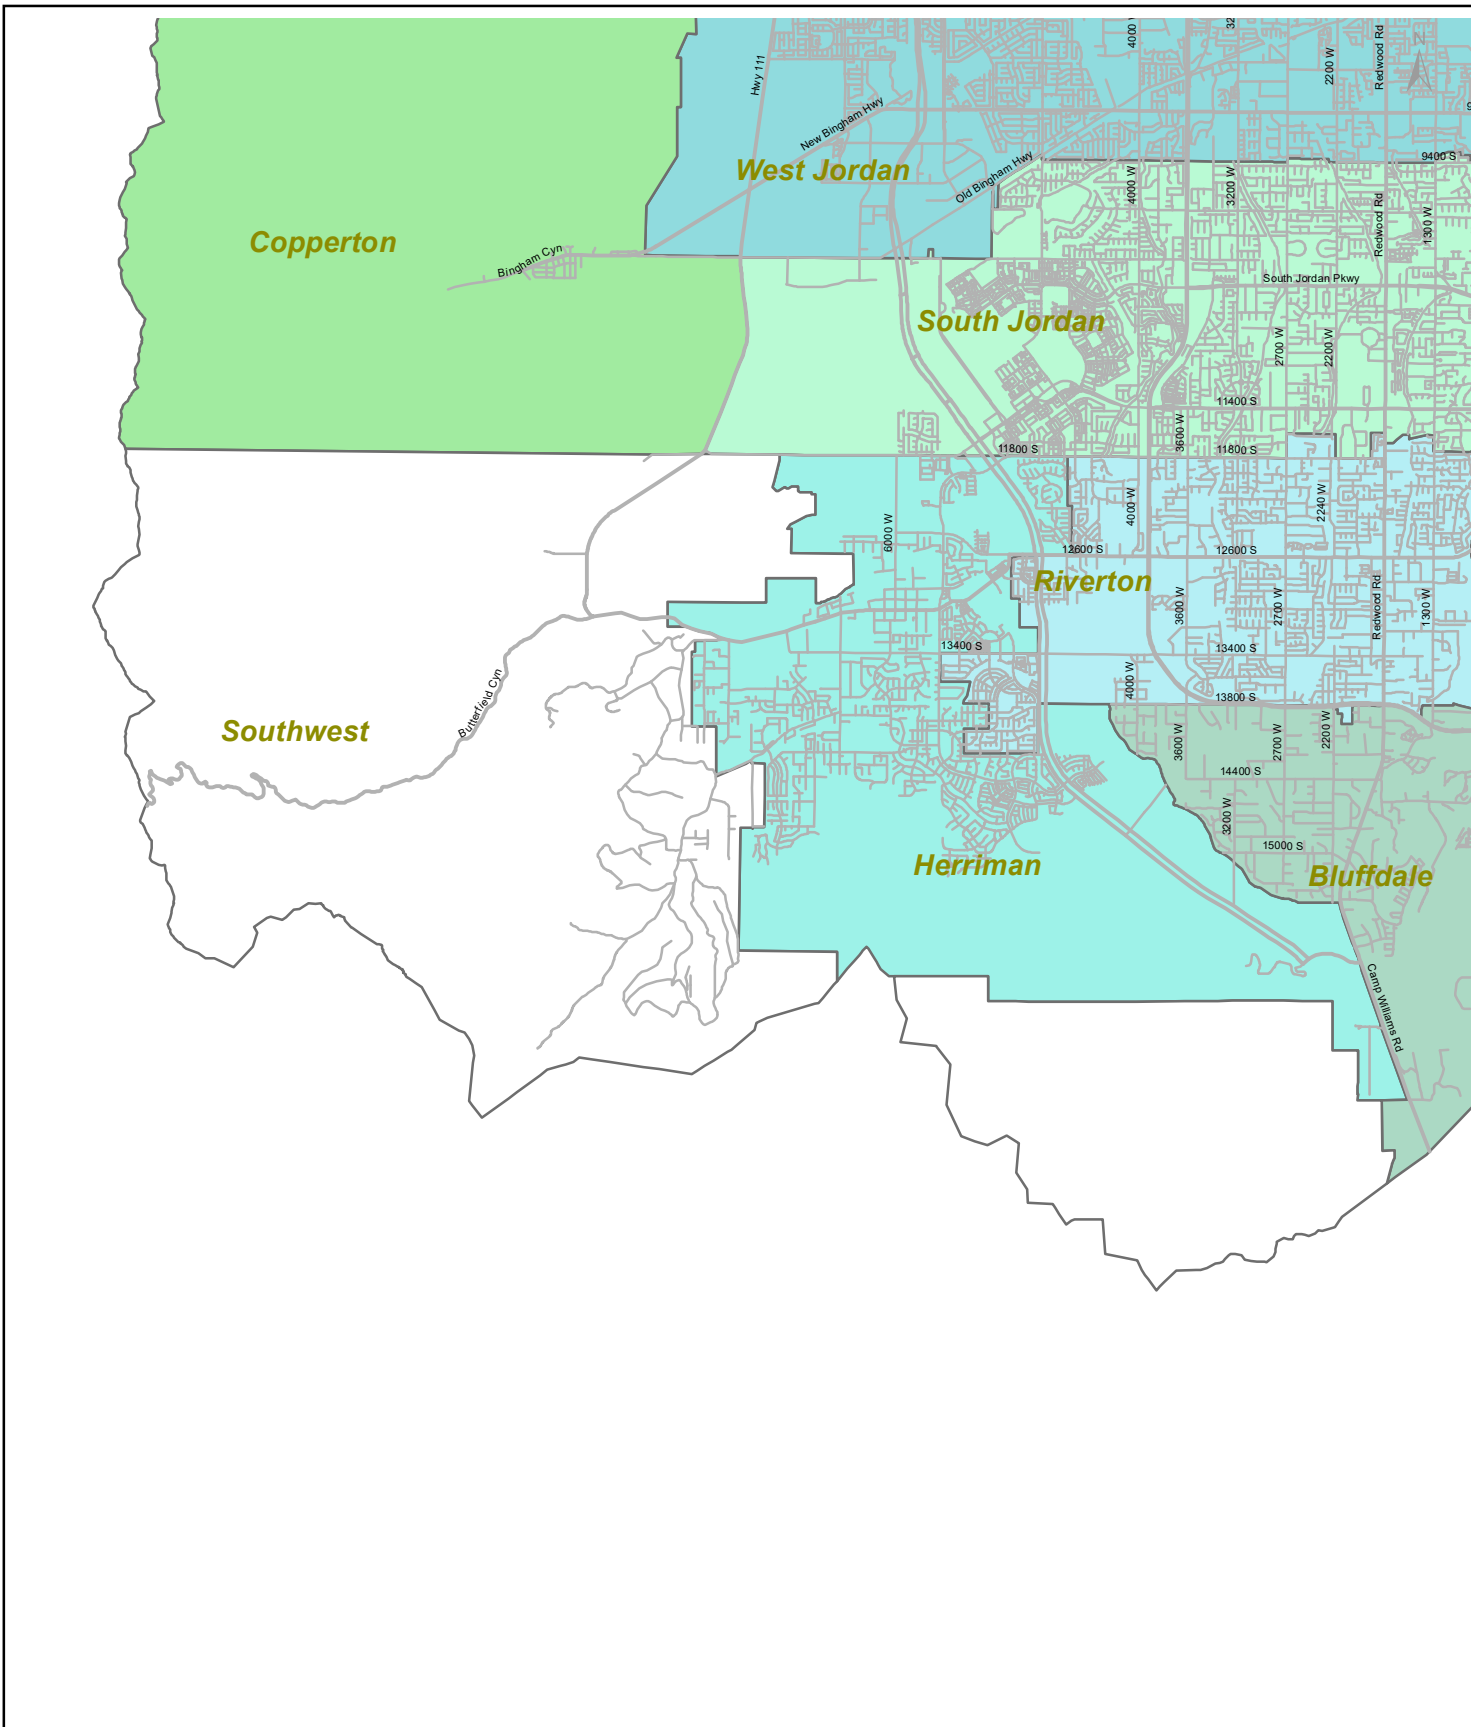 4000 W
32
2200 W
Redwood Rd
N
Hwy 111
New Bingham Hwy
9
West Jordan
Old Bingham Hwy
9400 S
4000 W
3200 W
Redwood Rd
1300 W
Copperton
Bingham Cyn
South Jordan Pkwy
South Jordan
2700 W
2200 W
11400 S
3600 W
11800 S
11800 S
6000 W
4000 W
2240 W
12600 S
12600 S
Riverton
3600 W
2700 W
Redwood Rd
1300 W
13400 S
13400 S
4000 W
13800 S
Butterfield Cyn
Southwest
3600 W
2700 W
2200 W
14400 S
3200 W
15000 S
Herriman
Bluffdale
Camp Williams Rd